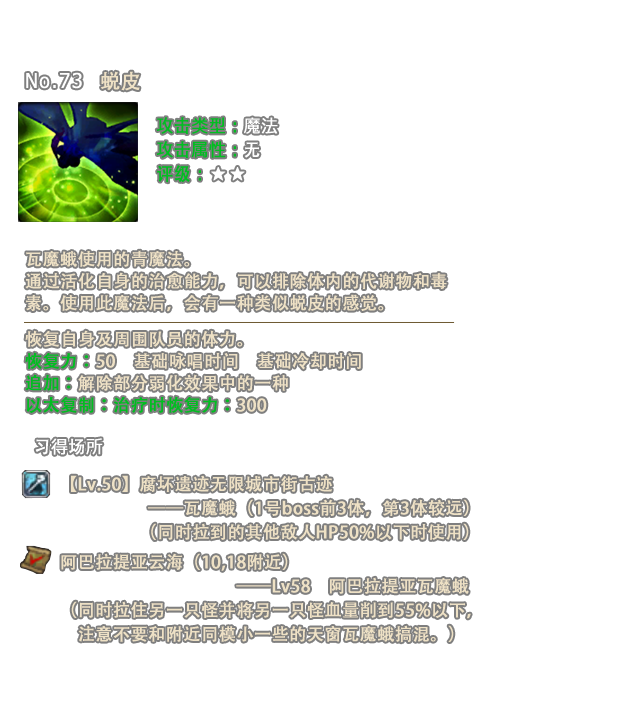 No.73 蜕皮
攻击类型：魔法
攻击属性：无
评级：★★
瓦魔蛾使用的青魔法。
通过活化自身的治愈能力，可以排除体内的代谢物和毒
素。使用此魔法后，会有一种类似蜕皮的感觉。
恢复自身及周围队员的体力。
恢复力：50 基础咏唱时间 基础冷却时间
追加：解除部分弱化效果中的一种
以太复制：治疗时恢复力：300
习得场所
【Lv.50】腐坏遗迹无限城市街古迹
——瓦魔蛾（1号boss前3体，第3体较远）
（同时拉到的其他敌人HP50%以下时使用）
阿巴拉提亚云海（10,18附近）
——Lv58 阿巴拉提亚瓦魔蛾
（同时拉住另一只怪并将另一只怪血量削到55%以下，
注意不要和附近同模小一些的天窗瓦魔蛾搞混。）